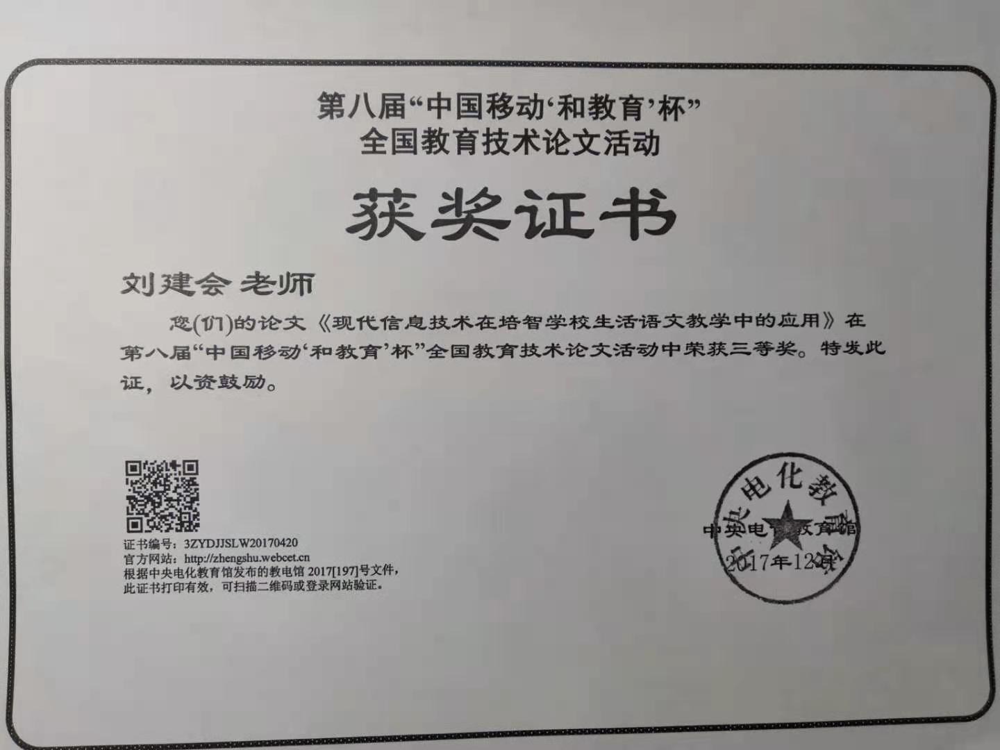 第八届“中国移动‘和教育’杯”
全国教育技术论文活动
获奖证书
刘建会 老师
您(们)的论文《现代信息技术在培智学校生活语文教学中的应用》在
第八届“中国移动‘和教育’杯”全国教育技术论文活动中荣获三等奖。特发此
证，以资鼓励。
证书编号：3ZYDJJSLW20170420
官方网站：http://zhengshu.webcet.cn
根据中央电化教育馆发布的教电馆 2017[197]号文件，
此证书打印有效，可扫描二维码或登录网站验证。
中央电化教育馆
中央电化教育馆
2017年12月